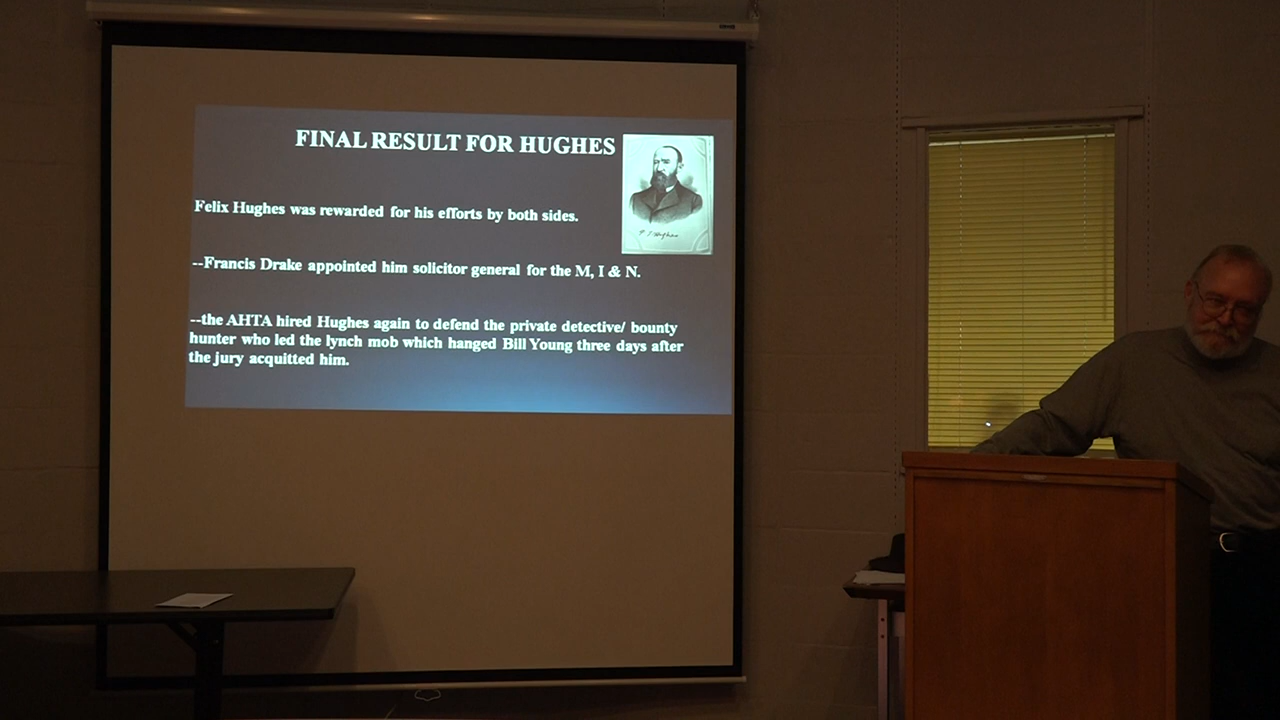 FINAL RESULT FOR HUGHES
Felix Hughes was rewarded for his efforts by both sides.
--Francis Drake appointed him solicitor general for the M, I & N.
--the AHTA hired Hughes again to defend the private detective/ bounty
hunter who led the lynch mob which hanged Bill Young three days after
the jury acquitted him.